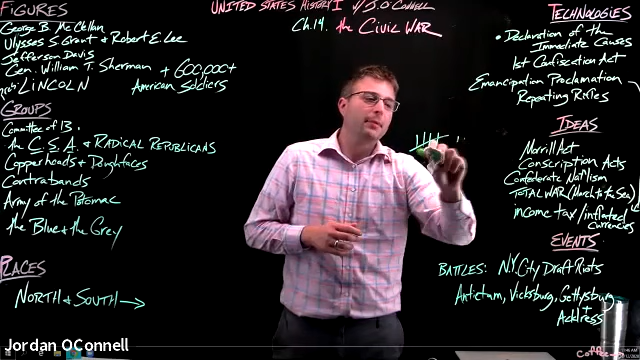 FIGURES
George B. McClellan
Ulysses S. Grant & Robert E. Lee
Jefferson Davis
Gen. William T. Sherman
LINCOLN
+ 600,000+
American Soldiers
GROUPS
Committee of 13
the C.S.A. & RADICAL REPUBLICANS
Copperheads & Doughfaces
Contrabands
Army of the Potomac
the Blue & the Grey
PLACES
NORTH & SOUTH →
UNITED STATES HISTORY I w/ J. O'CONNELL
Ch. 14. the CIVIL WAR
TECHNOLOGIES
• Declaration of the
Immediate Causes
1st Confiscation Act
Emancipation Proclamation
Repeating Rifles
IDEAS
Morrill Act
Conscription Acts
Confederate Nat'lism
TOTAL WAR (March to the Sea)
income tax/inflated
currencies
EVENTS
BATTLES: N.Y. City Draft Riots
Antietam, Vicksburg, Gettysburg
+
Address
Jordan OConnell